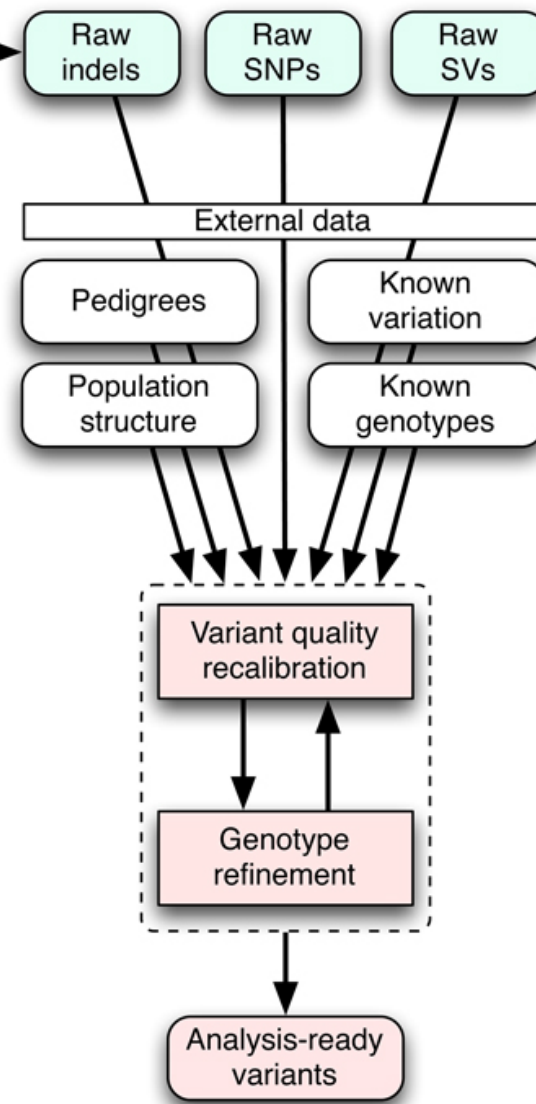 Raw
indels
Raw
SNPs
Raw
SVs
External data
Pedigrees
Known
variation
Population
structure
Known
genotypes
Variant quality
recalibration
Genotype
refinement
Analysis-ready
variants